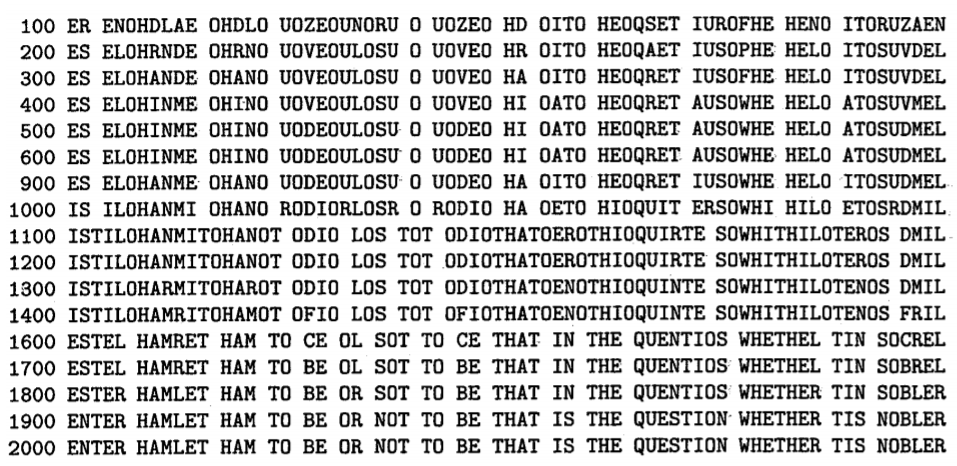 100 ER ENOHDLAE OHDLO UOZEOUNORU O UOZEO HD OITO HEOQSET IUROFHE HENO ITORUZAEN
200 ES ELOHRNDE OHRNO UOVEOULOSU O UOVEO HR OITO HEOQAET IUSOPHE HELO ITOSUVDEL
300 ES ELOHANDE OHANO UOVEOULOSU O UOVEO HA OITO HEOQRET IUSOFHE HELO ITOSUVDEL
400 ES ELOHINME OHINO UOVEOULOSU O UOVEO HI OATO HEOQRET AUSOWHE HELO ATOSUVMEL
500 ES ELOHINME OHINO UODEOULOSU O UODEO HI OATO HEOQRET AUSOWHE HELO ATOSUDMEL
600 ES ELOHINME OHINO UODEOULOSU O UODEO HI OATO HEOQRET AUSOWHE HELO ATOSUDMEL
900 ES ELOHANME OHANO UODEOULOSU O UODEO HA OITO HEOQRET IUSOWHE HELO ITOSUDMEL
1000 IS ILOHANMI OHANO RODIORLOSR O RODIO HA OETO HIOQUIT ERSOWHI HILO ETOSRDMIL
1100 ISTILOHANMITOHANOT ODIO LOS TOT ODIOTHATOEROTHIOQUIRTE SOWHITHILOTEROS DMIL
1200 ISTILOHANMITOHANOT ODIO LOS TOT ODIOTHATOEROTHIOQUIRTE SOWHITHILOTEROS DMIL
1300 ISTILOHARMITOHAROT ODIO LOS TOT ODIOTHATOENOTHIOQUINTE SOWHITHILOTENOS DMIL
1400 ISTILOHAMRITOHAMOT OFIO LOS TOT OFIOTHATOENOTHIOQUINTE SOWHITHILOTENOS FRIL
1600 ESTEL HAMRET HAM TO CE OL SOT TO CE THAT IN THE QUENTIOS WHETHEL TIN SOCREL
1700 ESTEL HAMRET HAM TO BE OL SOT TO BE THAT IN THE QUENTIOS WHETHEL TIN SOBREL
1800 ESTER HAMLET HAM TO BE OR SOT TO BE THAT IN THE QUENTIOS WHETHER TIN SOBLER
1900 ENTER HAMLET HAM TO BE OR NOT TO BE THAT IS THE QUESTION WHETHER TIS NOBLER
2000 ENTER HAMLET HAM TO BE OR NOT TO BE THAT IS THE QUESTION WHETHER TIS NOBLER